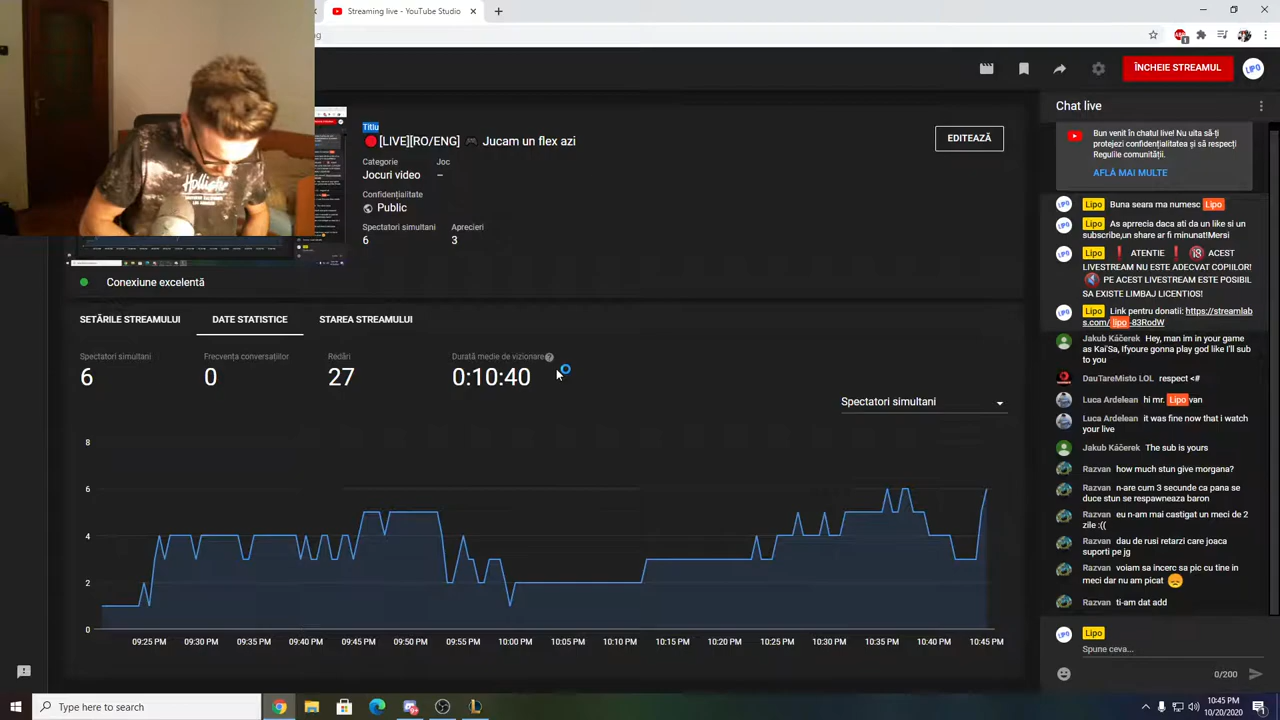 Streaming live - YouTube Studio
ÎNCHEIE STREAMUL
LIPO
Hollister
Titlu
[LIVE][RO/ENG] 🎮 Jucam un flex azi
EDITEAZĂ
Categorie
Joc
Jocuri video
–
Confidențialitate
Public
Spectatori simultani
Aprecieri
6
3
Conexiune excelentă
SETĂRILE STREAMULUI
DATE STATISTICE
STAREA STREAMULUI
Spectatori simultani
Frecvența conversațiilor
Redări
Durată medie de vizionare
6
0
27
0:10:40
Spectatori simultani
8
6
4
2
0
09:25 PM
09:30 PM
09:35 PM
09:40 PM
09:45 PM
09:50 PM
09:55 PM
10:00 PM
10:05 PM
10:10 PM
10:15 PM
10:20 PM
10:25 PM
10:30 PM
10:35 PM
10:40 PM
10:45 PM
Chat live
Bun venit în chatul live! Nu uita să-ți
protejezi confidențialitatea și să respecți
Regulile comunității.
AFLĂ MAI MULTE
Lipo Buna seara ma numesc Lipo
Lipo As aprecia daca ati da un like si un
subscribe,un share ar fi minunat!Mersi
Lipo ❗ ATENTIE ❗ 🔞 ACEST
LIVESTREAM NU ESTE ADECVAT COPIILOR!
🔇 PE ACEST LIVESTREAM ESTE POSIBIL
SA EXISTE LIMBAJ LICENTIOS!
Lipo Link pentru donatii: https://streamlab
s.com/lipo-83RodW
Jakub Káčerek Hey, man im in your game
as Kai'Sa, Ifyoure gonna play god like I'll sub
to you
DauTareMisto LOL respect <#
Luca Ardelean hi mr. Lipo van
Luca Ardelean it was fine now that i watch
your live
Jakub Káčerek The sub is yours
Razvan how much stun give morgana?
Razvan n-are cum 3 secunde ca pana se
duce stun se respawneaza baron
Razvan eu n-am mai castigat un meci de 2
zile :((
Razvan dau de rusi retarzi care joaca
suporti pe jg
Razvan voiam sa incerc sa pic cu tine in
meci dar nu am picat 😞
Razvan ti-am dat add
Lipo
Spune ceva...
0/200
Type here to search
10:45 PM
10/20/2020